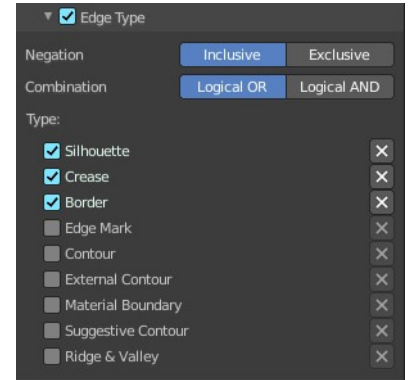 Edge Type
Negation Inclusive Exclusive
Combination Logical OR Logical AND
Type:
Silhouette
Crease
Border
Edge Mark
Contour
External Contour
Material Boundary
Suggestive Contour
Ridge & Valley